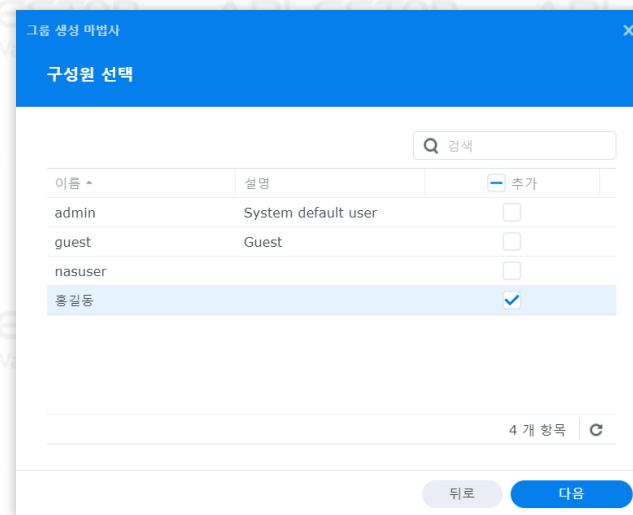 그룹 생성 마법사
구성원 선택
검색
이름 설명 추가
admin System default user
guest Guest
nasuser
홍길동
4 개 항목
뒤로 다음